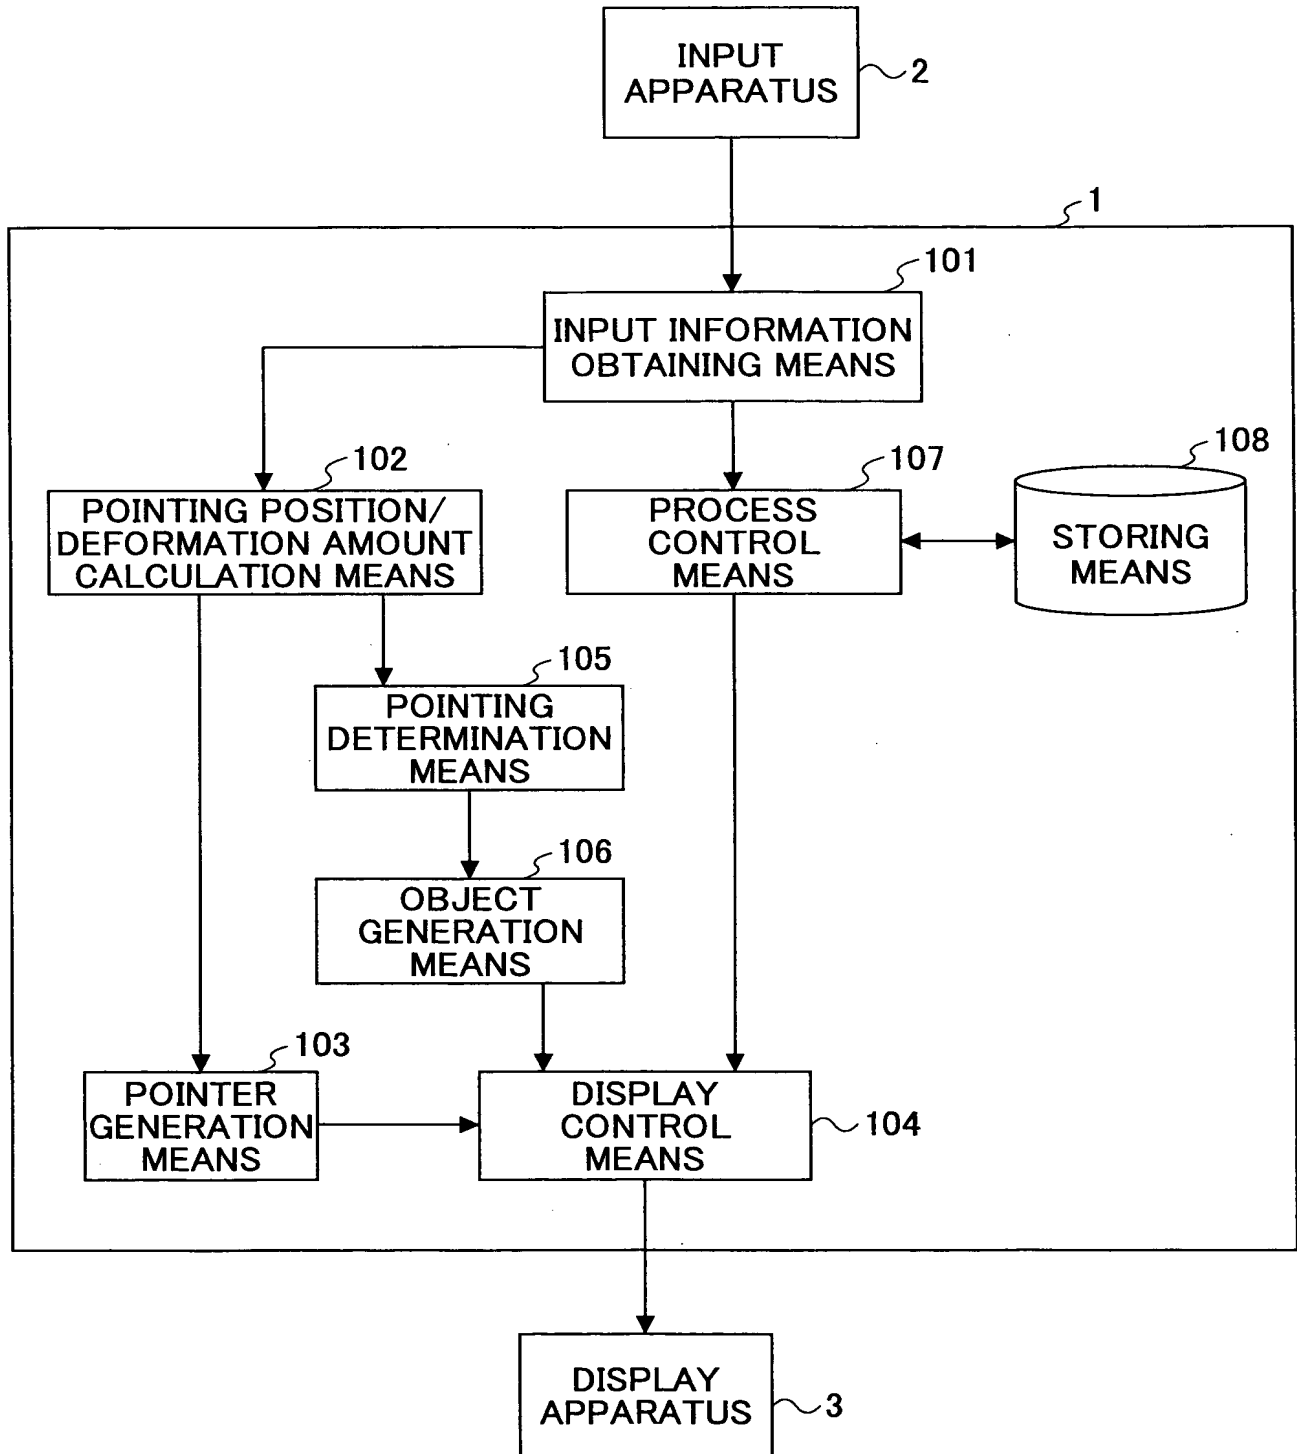 INPUT
APPARATUS
2
1
101
INPUT INFORMATION
OBTAINING MEANS
102
POINTING POSITION/
DEFORMATION AMOUNT
CALCULATION MEANS
107
PROCESS
CONTROL
MEANS
108
STORING
MEANS
105
POINTING
DETERMINATION
MEANS
106
OBJECT
GENERATION
MEANS
103
POINTER
GENERATION
MEANS
DISPLAY
CONTROL
MEANS
104
DISPLAY
APPARATUS
3